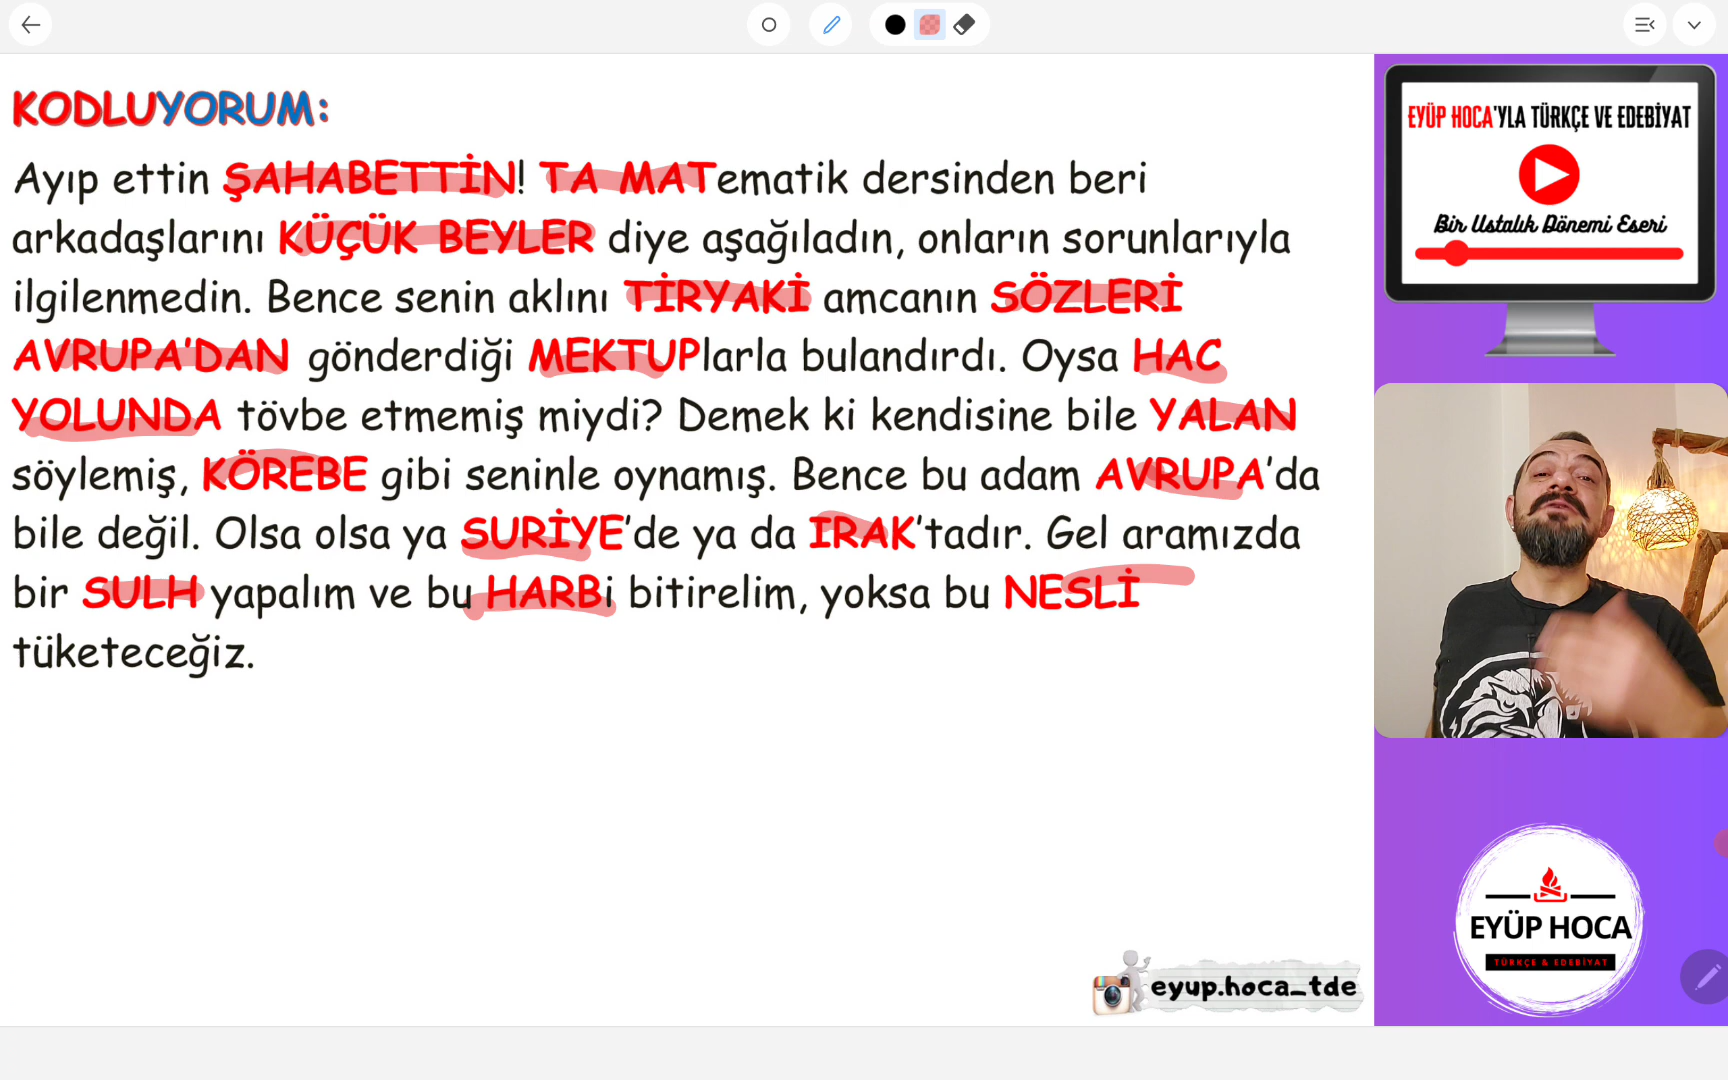 KODLUYORUM:
Ayıp ettin ŞAHABETTİN! TA MATematik dersinden beri
arkadaşlarını KÜÇÜK BEYLER diye aşağıladın, onların sorunlarıyla
ilgilenmedin. Bence senin aklını TİRYAKİ amcanın SÖZLERİ
AVRUPA'DAN gönderdiği MEKTUPlarla bulandırdı. Oysa HAC
YOLUNDA tövbe etmemiş miydi? Demek ki kendisine bile YALAN
söylemiş, KÖREBE gibi seninle oynamış. Bence bu adam AVRUPA'da
bile değil. Olsa olsa ya SURİYE'de ya da IRAK'tadır. Gel aramızda
bir SULH yapalım ve bu HARBi bitirelim, yoksa bu NESLİ
tüketeceğiz.
eyup.hoca_tde
EYÜP HOCA'YLA TÜRKÇE VE EDEBİYAT
Bir Ustalık Dönemi Eseri
EYÜP HOCA
TÜRKÇE & EDEBİYAT